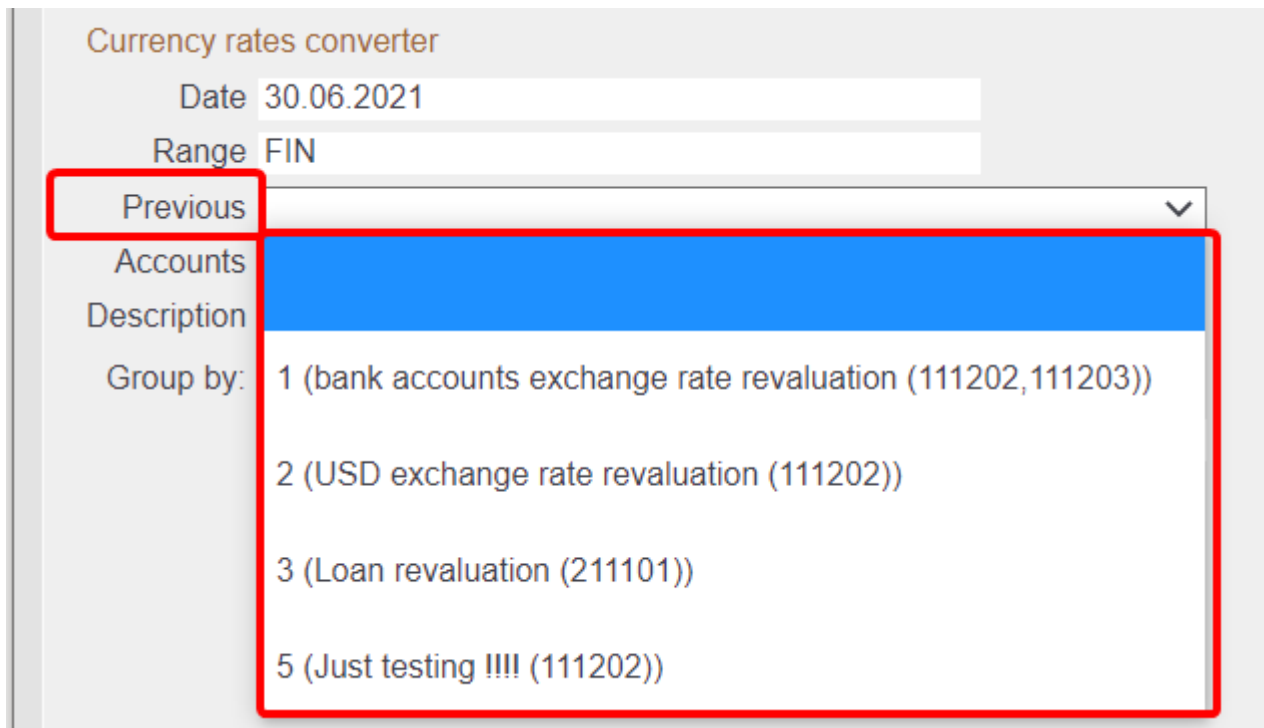 Currency rates converter
Date 30.06.2021
Range FIN
Previous
Accounts
Description
Group by: 1 (bank accounts exchange rate revaluation (111202,111203))
2 (USD exchange rate revaluation (111202))
3 (Loan revaluation (211101))
5 (Just testing !!!! (111202))